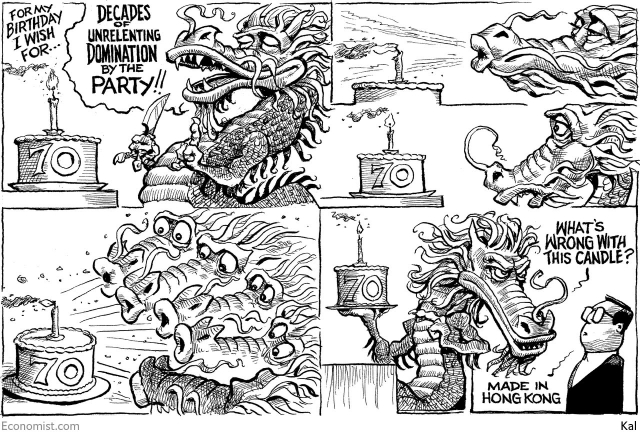 FOR MY
BIRTHDAY
I WISH
FOR...
DECADES
OF
UNRELENTING
DOMINATION
BY THE
PARTY!!
70
70
70
70
WHAT'S
WRONG WITH
THIS CANDLE?
MADE IN
HONG KONG
Economist.com
Kal